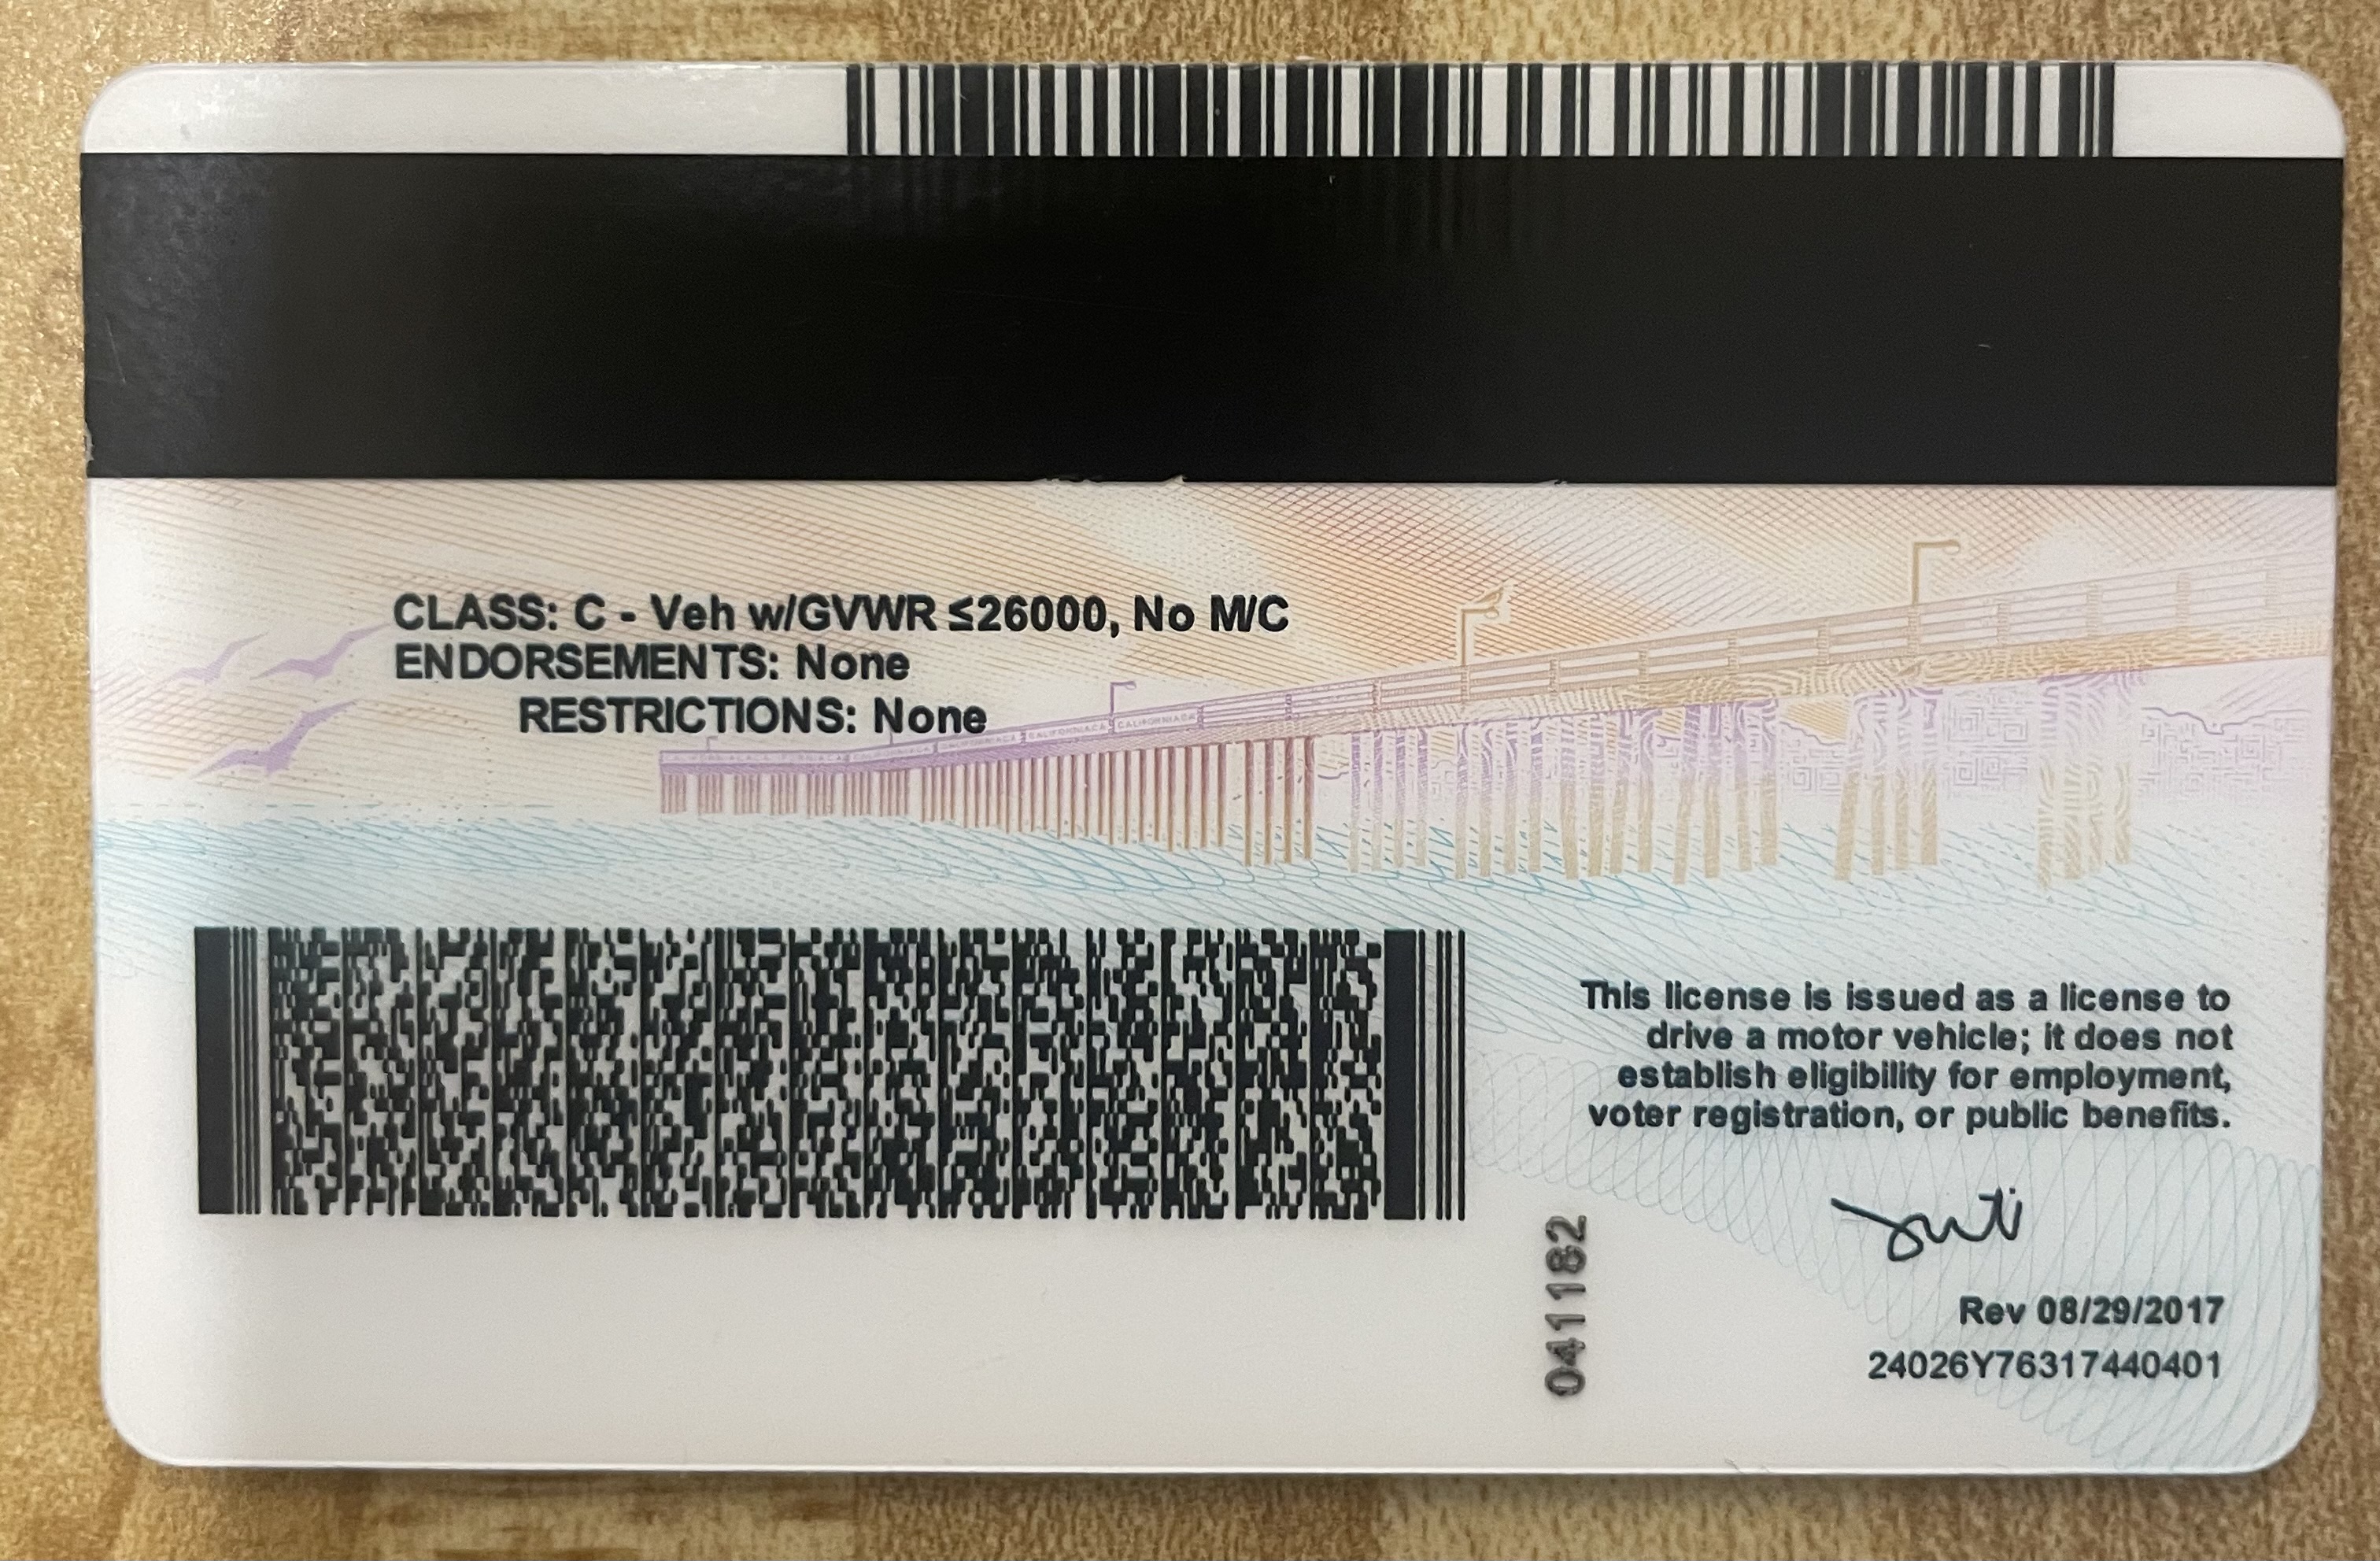 CLASS: C - Veh w/GVWR ≤26000, No M/C
ENDORSEMENTS: None
RESTRICTIONS: None
This license is issued as a license to
drive a motor vehicle; it does not
establish eligibility for employment,
voter registration, or public benefits.
041182
Rev 08/29/2017
24026Y76317440401